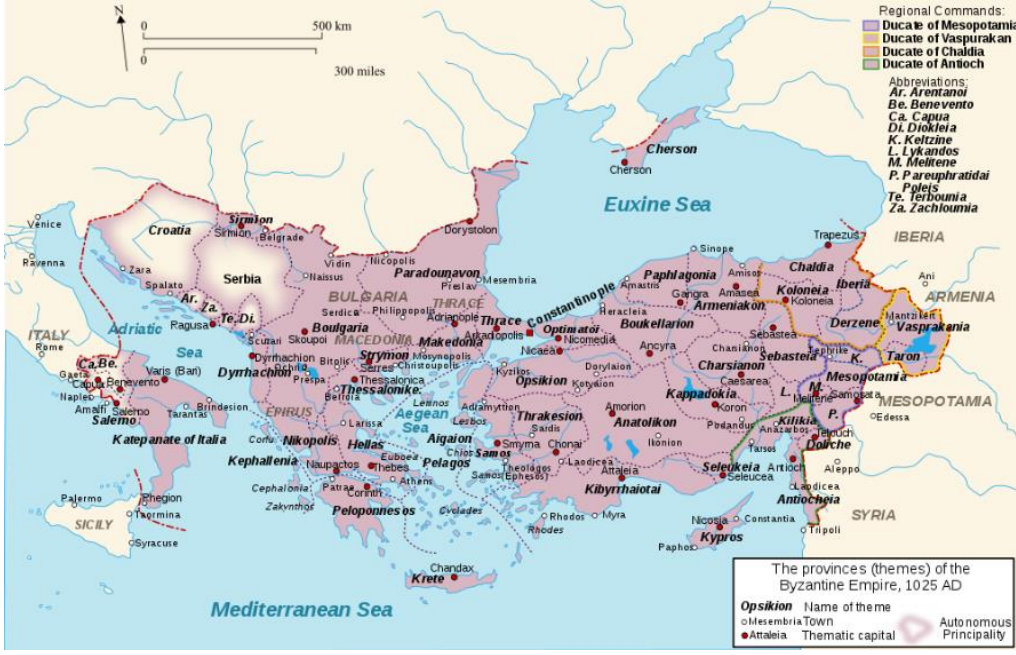 Regional Commands:
Ducate of Mesopotamia
Ducate of Vaspurakan
Ducate of Chaldia
Ducate of Antioch
Abbreviations:
Ar. Arentanoi
Be. Benevento
Ca. Capua
Di. Diokleia
K. Keltzine
L. Lykandos
M. Melitene
P. Pareuphratidai
Poleis
Te. Terbounia
Za. Zachloumia
N
0
500 km
0
300 miles
Cherson
Cherson
Euxine Sea
Venice
Ravenna
Croatia
Zara
Spalato
Sirmion
Sirmion
Belgrade
Serbia
Ar.
Za.
Te.
Di.
Ragusa
Adriatic
Sea
ITALY
Rome
Gaeta
Ca.
Be.
Capua
Benevento
Naples
Amalfi
Salerno
Salerno
Varis (Bari)
Brindesion
Tarantas
Katepanate of Italia
Rhegion
Palermo
Taormina
SICILY
Syracuse
Dorystolon
Vidin
Nicopolis
Naissus
Paradounavon
Preslav
Mesembria
BULGARIA
THRACE
Serdica
Philippopolis
Adrianople
Boulgaria
Skoupoi
MACEDONIA
Makedonia
Thrace
Arkadiopolis
Constantinople
Scutari
Dyrrhachion
Dyrrhachion
Ochrid
Bitolis
Prespa
Strymon
Serres
Mosynopolis
Christoupolis
Thessalonica
Thessalonike
Berroia
EPIRUS
Larissa
Lemnos
Aegean
Sea
Corfu
Nikopolis
Hellas
Kephallenia
Naupactos
Euboea
Thebes
Cephalonia
Patrae
Athens
Zakynthos
Corinth
Peloponnesos
Cyclades
Aigaion
Pelagos
Lesbos
Chios
Samos
Samos
Krete
Chandax
Mediterranean Sea
Sinope
Trapezus
IBERIA
Paphlagonia
Amastris
Gangra
Amisos
Amasea
Chaldia
Koloneia
Koloneia
Iberia
Ani
ARMENIA
Heracleia
Armeniakon
Optimatoi
Nicomedia
Nicaea
Boukellarion
Derzene
Mantzikert
Vasprakania
Sebastea
Chanisian
Ancyra
Charsianon
Sebasteia
Tephrike
K.
Taron
Kyzikos
Dorylaion
Opsikion
Kotyaion
Caesarea
Mesopotamia
MESOPOTAMIA
Kappadokia
L.
M.
Melitene
Samosata
Adramyttion
Thrakesion
Amorion
Koron
P.
Edessa
Anatolikon
Podandus
Kilikia
Anazarbos
Telouch
Doliche
Smyrna
Sardis
Chonai
Ikonion
Tarsos
Theologos
(Ephesos)
Laodicea
Attaleia
Seleukeia
Seleucea
Antioch
Aleppo
Kibyrrhaiotai
Laodicea
Antiocheia
SYRIA
Rhodos
Rhodes
Myra
Nicosia
Constantia
Kypros
Paphos
Tripoli
The provinces (themes) of the
Byzantine Empire, 1025 AD
Opsikion Name of theme
Mesembria Town
Attaleia Thematic capital
Autonomous
Principality